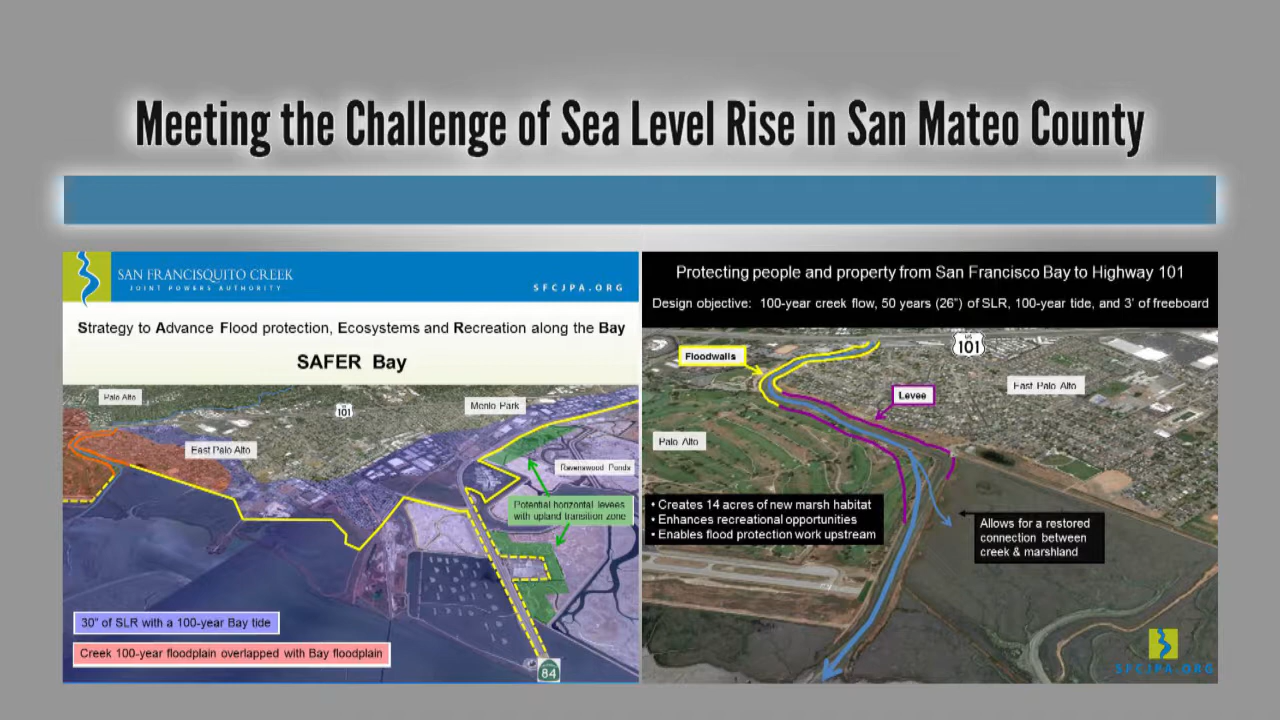 Meeting the Challenge of Sea Level Rise in San Mateo County
SAN FRANCISQUITO CREEK
JOINT POWERS AUTHORITY
SFCJPA.ORG
Strategy to Advance Flood protection, Ecosystems and Recreation along the Bay
SAFER Bay
Palo Alto
101
Menlo Park
East Palo Alto
Ravenswood Ponds
Potential horizontal levees
with upland transition zone
30" of SLR with a 100-year Bay tide
Creek 100-year floodplain overlapped with Bay floodplain
84
Protecting people and property from San Francisco Bay to Highway 101
Design objective: 100-year creek flow, 50 years (26") of SLR, 100-year tide, and 3' of freeboard
US
101
Floodwalls
East Palo Alto
Levee
Palo Alto
• Creates 14 acres of new marsh habitat
• Enhances recreational opportunities
• Enables flood protection work upstream
Allows for a restored
connection between
creek & marshland
SFCJPA.ORG